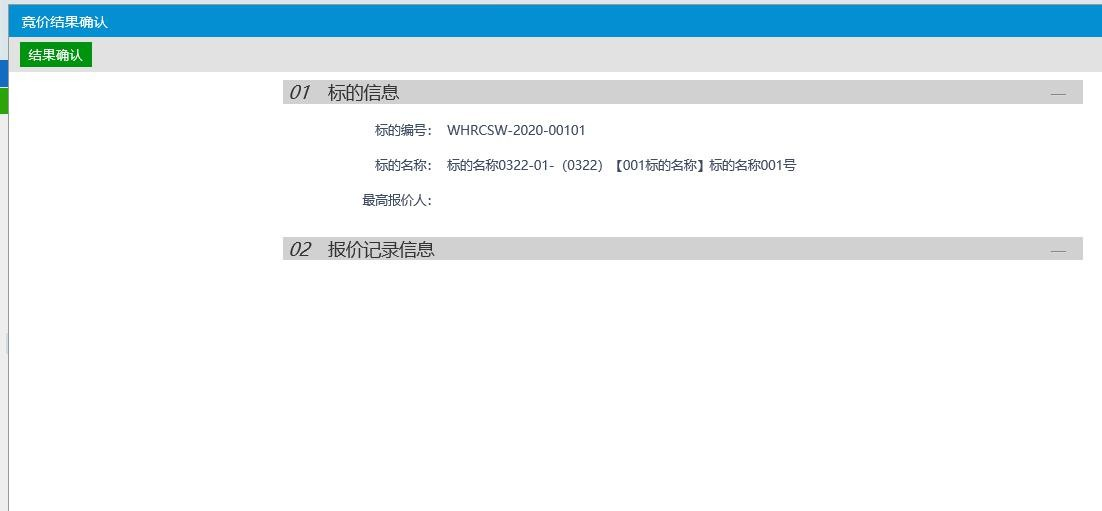 竟价结果确认
结果确认
01 标的信息 —
标的编号： WHRCSW-2020-00101
标的名称： 标的名称0322-01-（0322）【001标的名称】标的名称001号
最高报价人：
02 报价记录信息 —